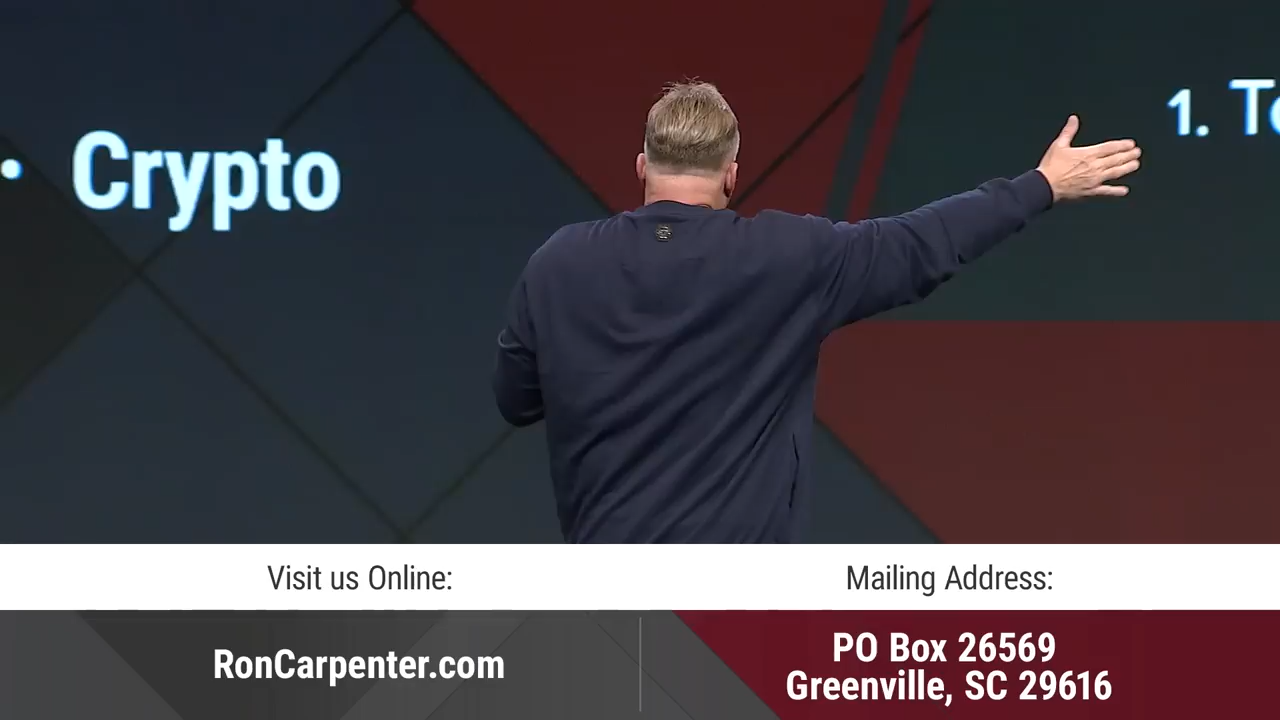 • Crypto
1.
Visit us Online:
Mailing Address:
RonCarpenter.com
PO Box 26569
Greenville, SC 29616